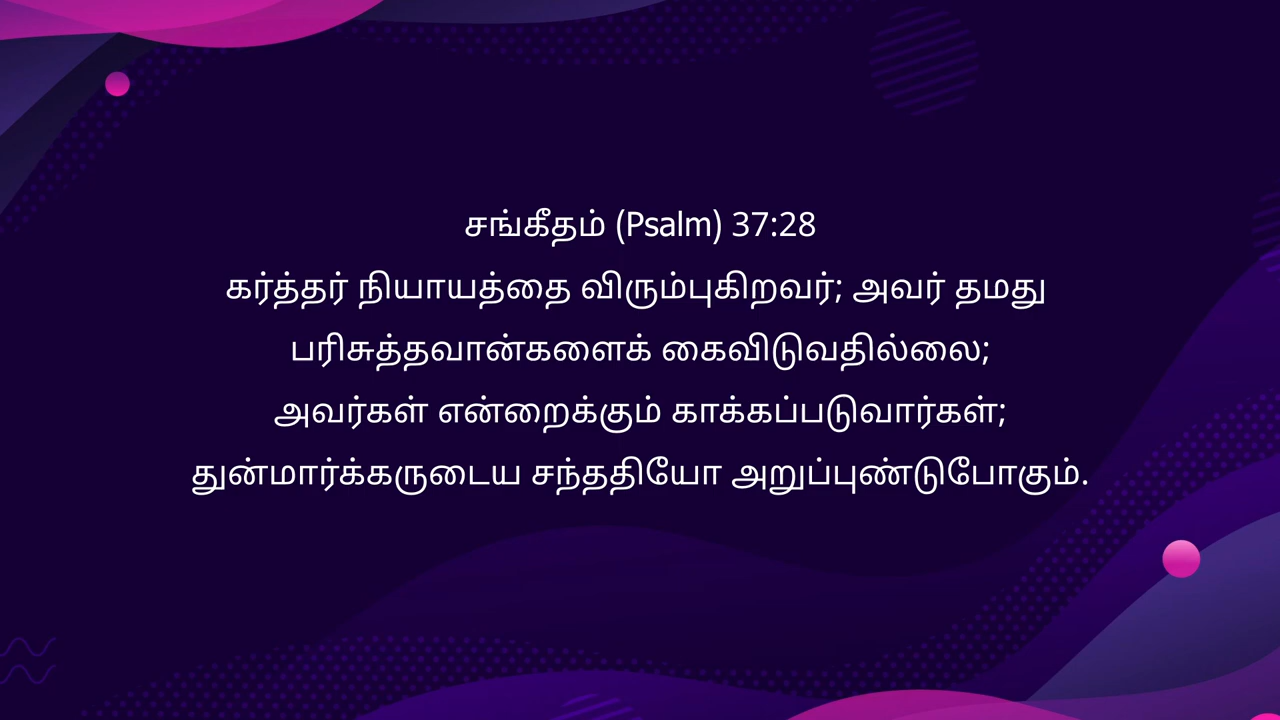 சங்கீதம் (Psalm) 37:28
கர்த்தர் நியாயத்தை விரும்புகிறவர்; அவர் தமது
பரிசுத்தவான்களைக் கைவிடுவதில்லை;
அவர்கள் என்றைக்கும் காக்கப்படுவார்கள்;
துன்மார்க்கருடைய சந்ததியோ அறுப்புண்டுபோகும்.